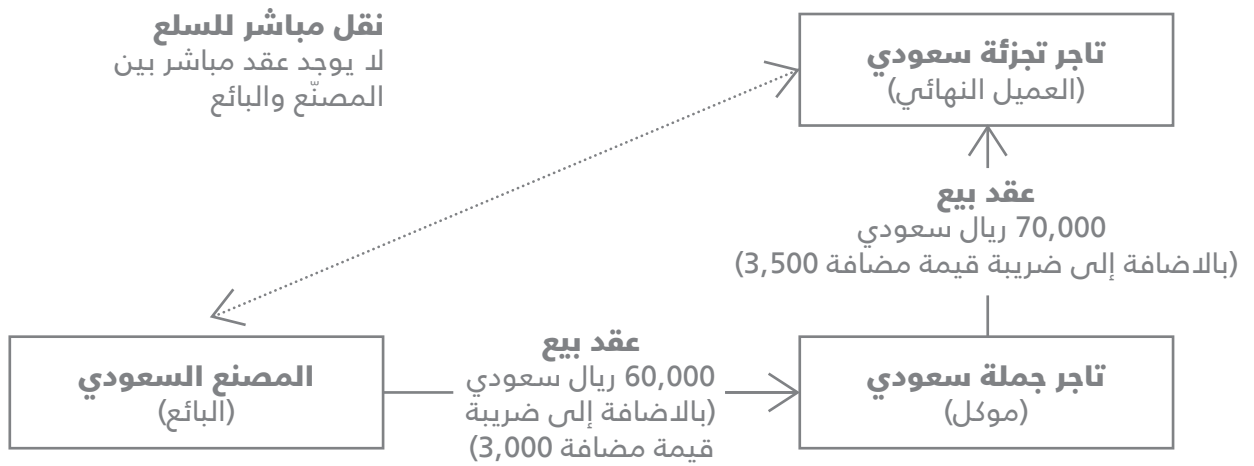 نقل مباشر للسلع
لا يوجد عقد مباشر بين
المصنّع والبائع
تاجر تجزئة سعودي
(العميل النهائي)
عقد بيع
70,000 ريال سعودي
(بالاضافة إلى ضريبة قيمة مضافة 3,500)
المصنع السعودي
(البائع)
عقد بيع
60,000 ريال سعودي
(بالاضافة إلى ضريبة
قيمة مضافة 3,000)
تاجر جملة سعودي
(موكل)